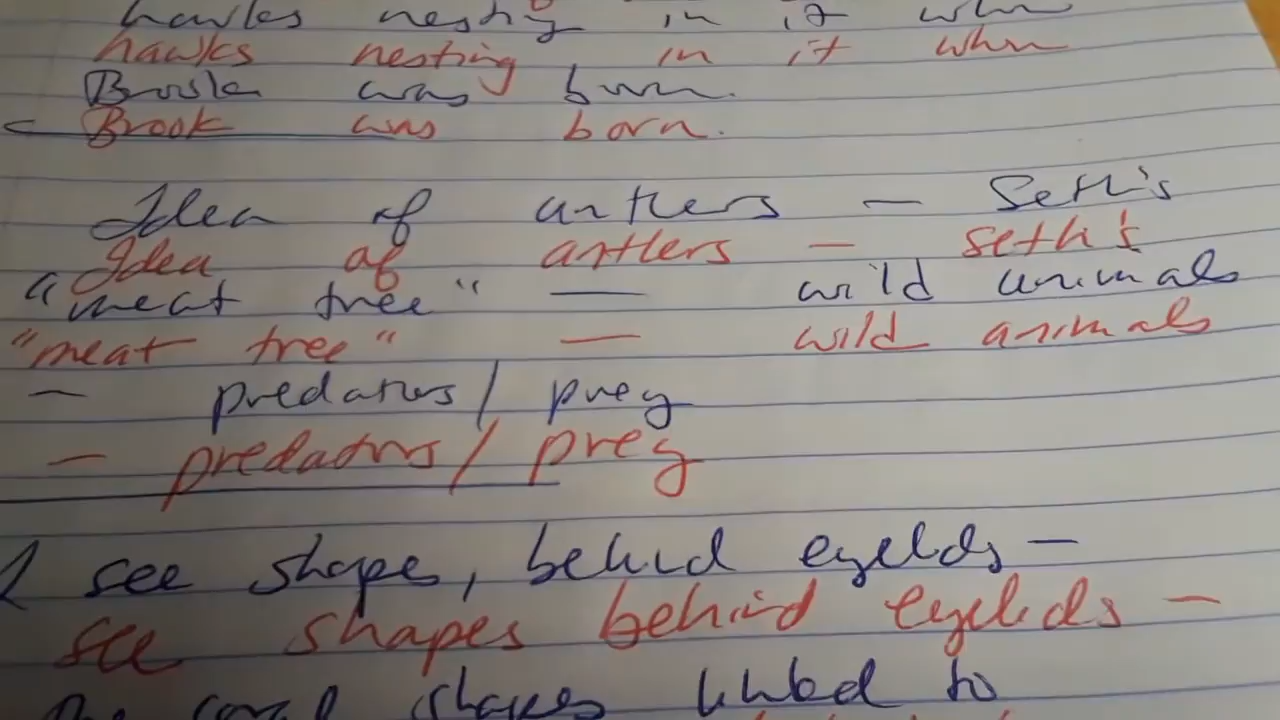 hawks nesting in it when
hawks nesting in it when
Brook was born.
Brook was born.
Idea of antlers — Seth's
Idea of antlers — Seth's
"meat tree" — wild animals
"meat tree" — wild animals
— predators / prey
— predators / prey
see shapes, behind eyelids —
see shapes behind eyelids —
shapes linked to